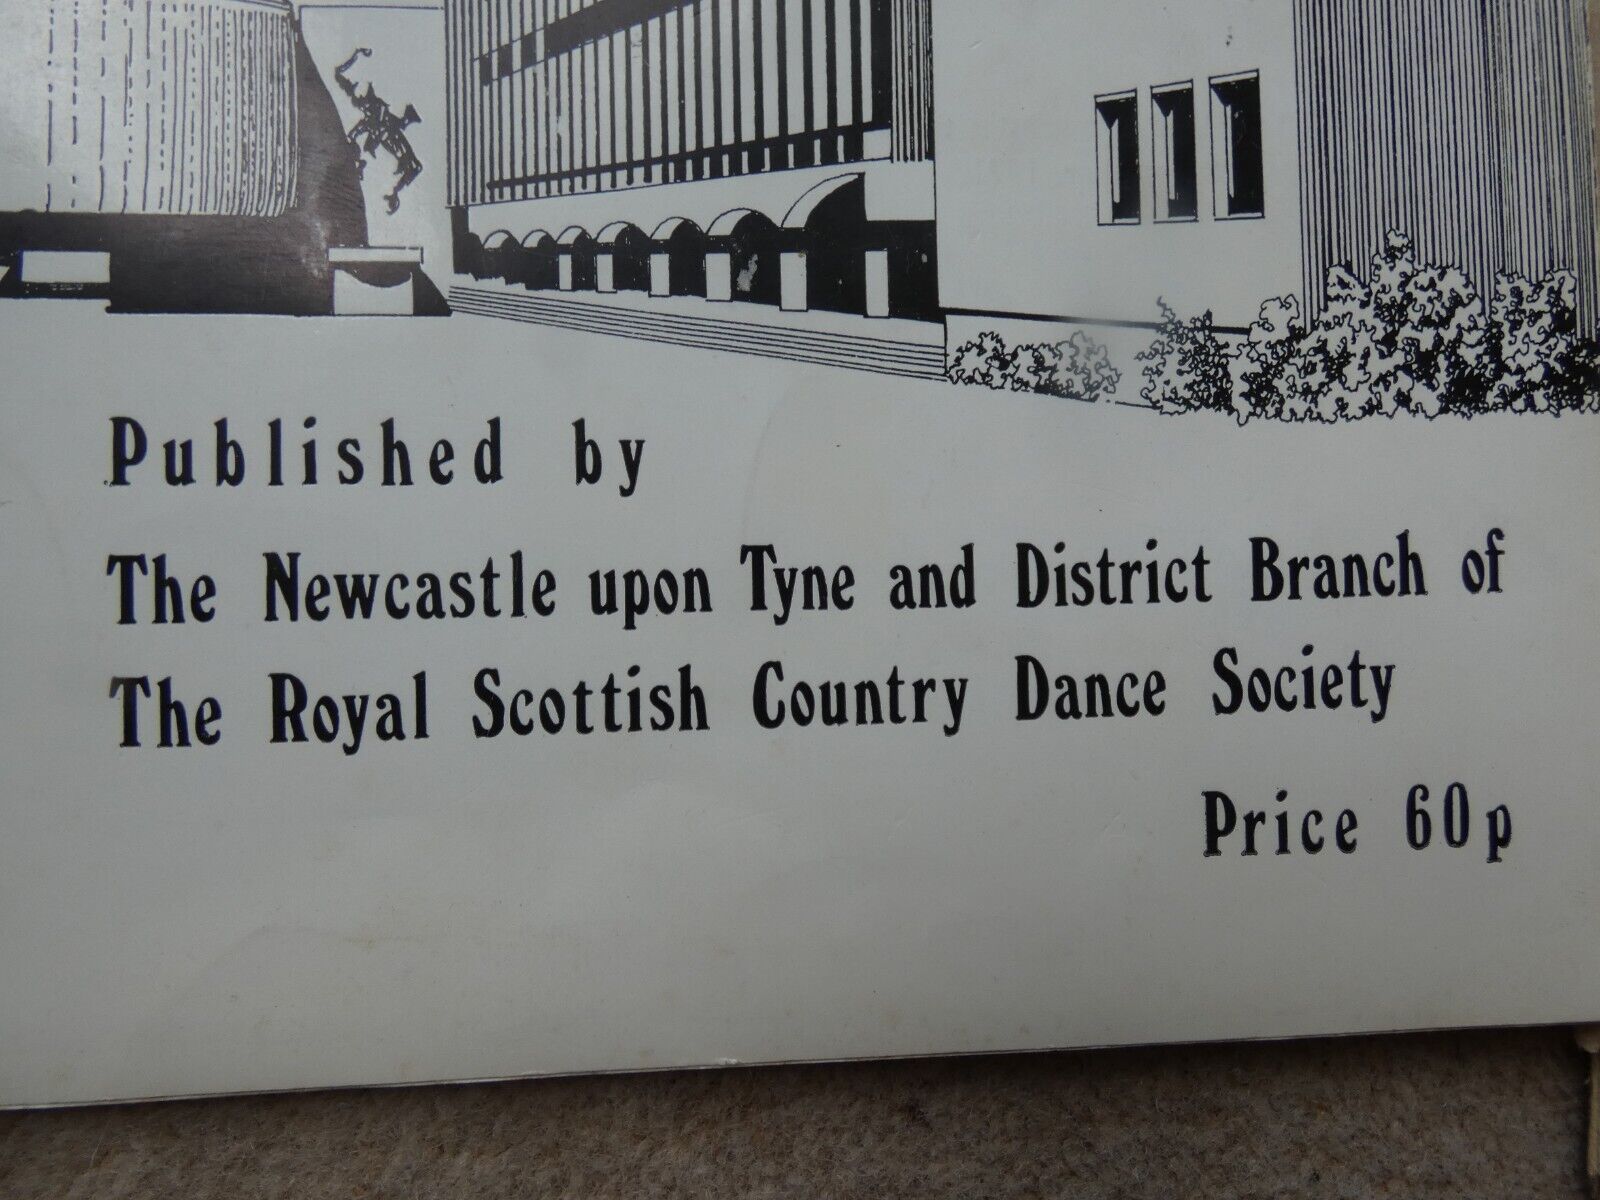 Published by
The Newcastle upon Tyne and District Branch of
The Royal Scottish Country Dance Society
Price 60p